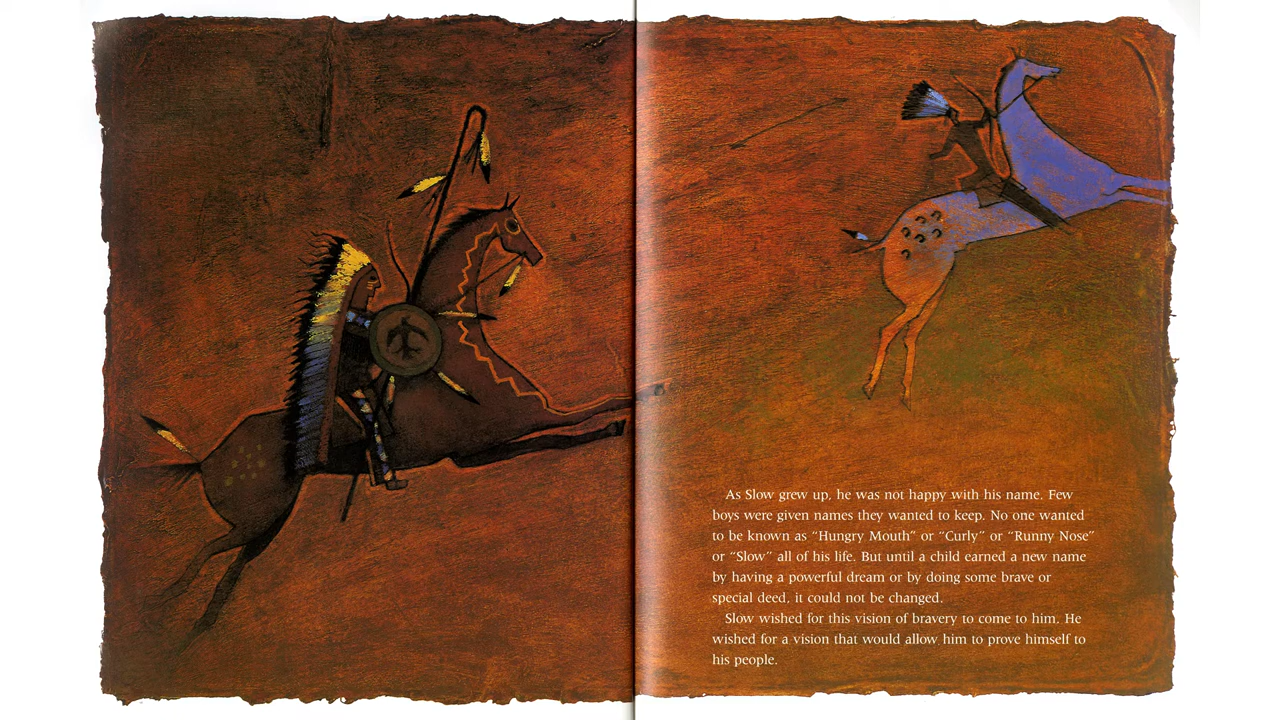 As Slow grew up, he was not happy with his name. Few
boys were given names they wanted to keep. No one wanted
to be known as “Hungry Mouth” or “Curly” or “Runny Nose”
or “Slow” all of his life. But until a child earned a new name
by having a powerful dream or by doing some brave or
special deed, it could not be changed.
Slow wished for this vision of bravery to come to him. He
wished for a vision that would allow him to prove himself to
his people.